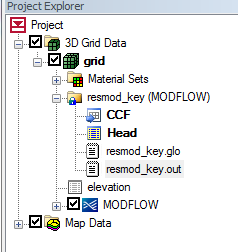 Project Explorer
Project
3D Grid Data
grid
Material Sets
resmod_key (MODFLOW)
CCF
Head
resmod_key.glo
resmod_key.out
elevation
MODFLOW
Map Data